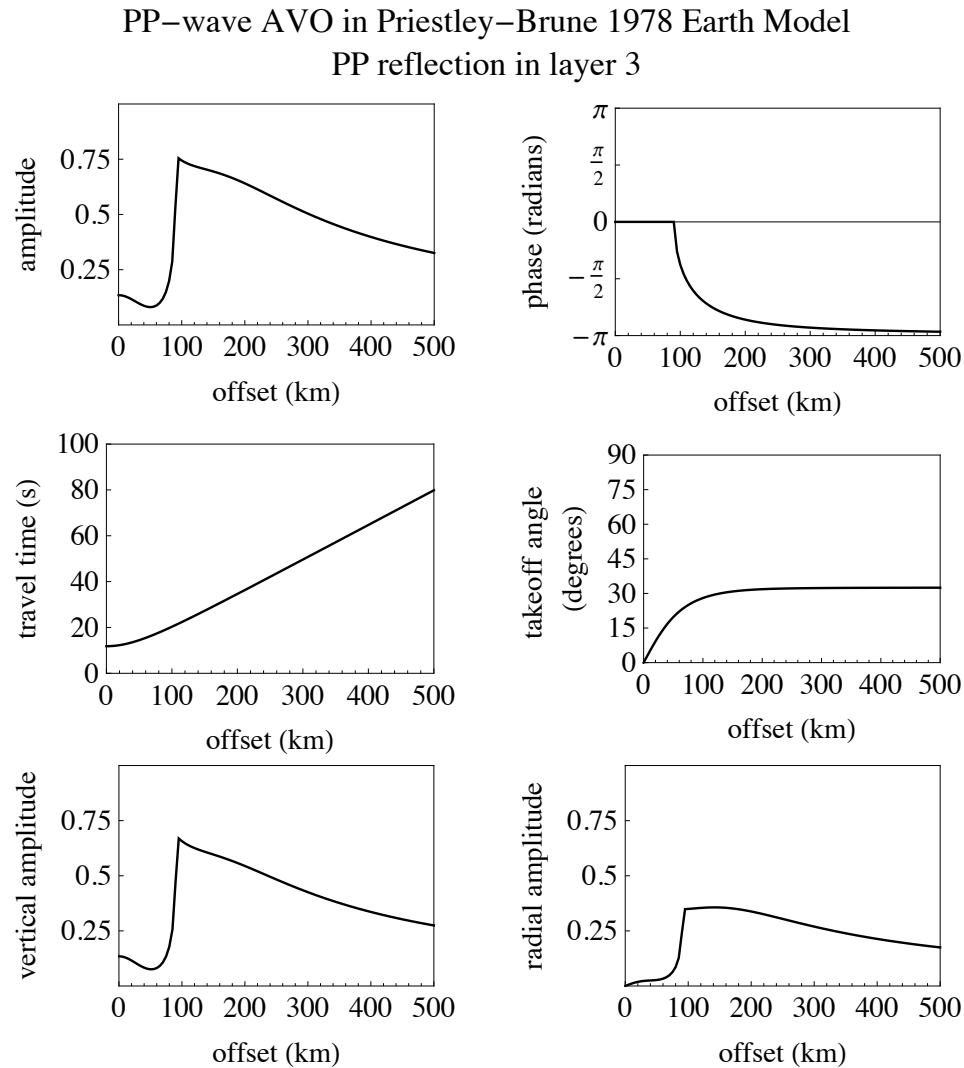 PP−wave AVO in Priestley−Brune 1978 Earth Model
PP reflection in layer 3
amplitude
0.75
0.5
0.25
0 100 200 300 400 500
offset (km)
phase (radians)
π
π/2
0
−π/2
−π
0 100 200 300 400 500
offset (km)
travel time (s)
100
80
60
40
20
0
0 100 200 300 400 500
offset (km)
takeoff angle
(degrees)
90
75
60
45
30
15
0
0 100 200 300 400 500
offset (km)
vertical amplitude
0.75
0.5
0.25
0 100 200 300 400 500
offset (km)
radial amplitude
0.75
0.5
0.25
0 100 200 300 400 500
offset (km)